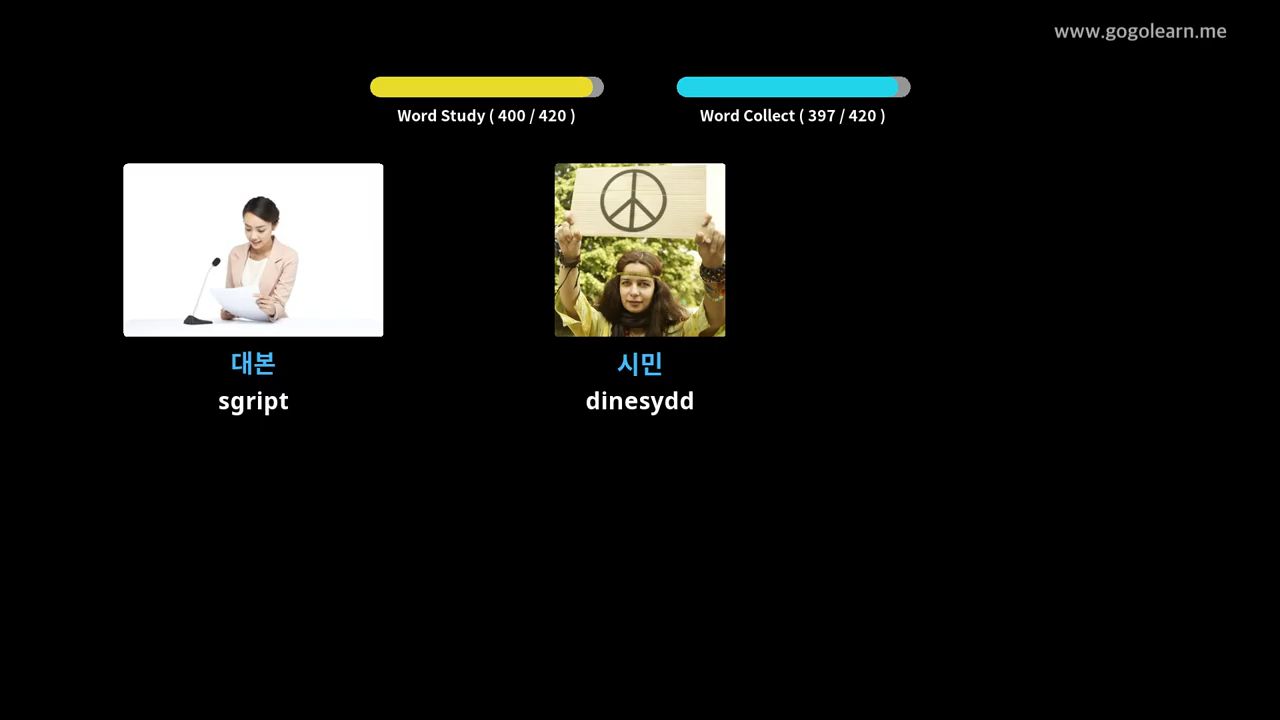 www.gogolearn.me
Word Study ( 400 / 420 )
Word Collect ( 397 / 420 )
대본
sgript
시민
dinesydd